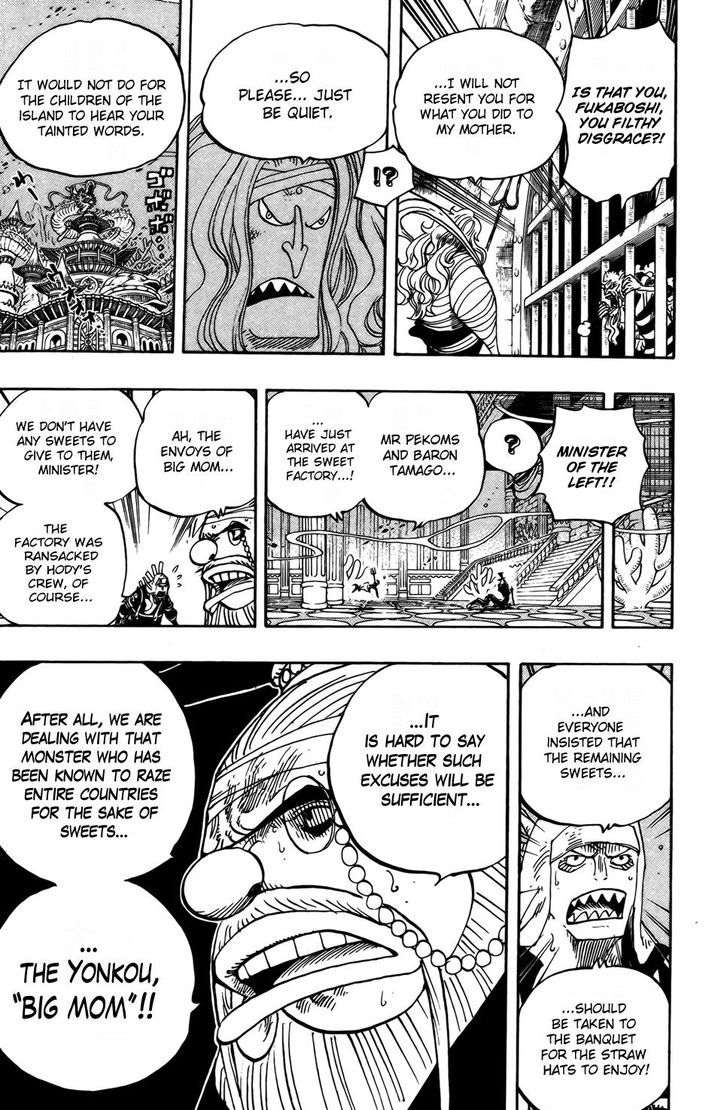 IS THAT YOU,
FUKABOSHI,
YOU FILTHY
DISGRACE?!
...I WILL NOT
RESENT YOU FOR
WHAT YOU DID TO
MY MOTHER.
!?
...SO
PLEASE... JUST
BE QUIET.
IT WOULD NOT DO FOR
THE CHILDREN OF THE
ISLAND TO HEAR YOUR
TAINTED WORDS.
わー
ゴゴゴ
MINISTER
OF THE
LEFT!!
?
MR PEKOMS
AND BARON
TAMAGO...
...
HAVE JUST
ARRIVED AT
THE SWEET
FACTORY...!
AH, THE
ENVOYS OF
BIG MOM...
WE DON'T HAVE
ANY SWEETS TO
GIVE TO THEM,
MINISTER!
THE
FACTORY WAS
RANSACKED
BY HODY'S
CREW, OF
COURSE...
...AND
EVERYONE
INSISTED THAT
THE REMAINING
SWEETS...
...SHOULD
BE TAKEN TO
THE BANQUET
FOR THE STRAW
HATS TO ENJOY!
...IT
IS HARD TO SAY
WHETHER SUCH
EXCUSES WILL BE
SUFFICIENT...
AFTER ALL, WE ARE
DEALING WITH THAT
MONSTER WHO HAS
BEEN KNOWN TO RAZE
ENTIRE COUNTRIES
FOR THE SAKE OF
SWEETS...
...
THE YONKOU,
"BIG MOM"!!